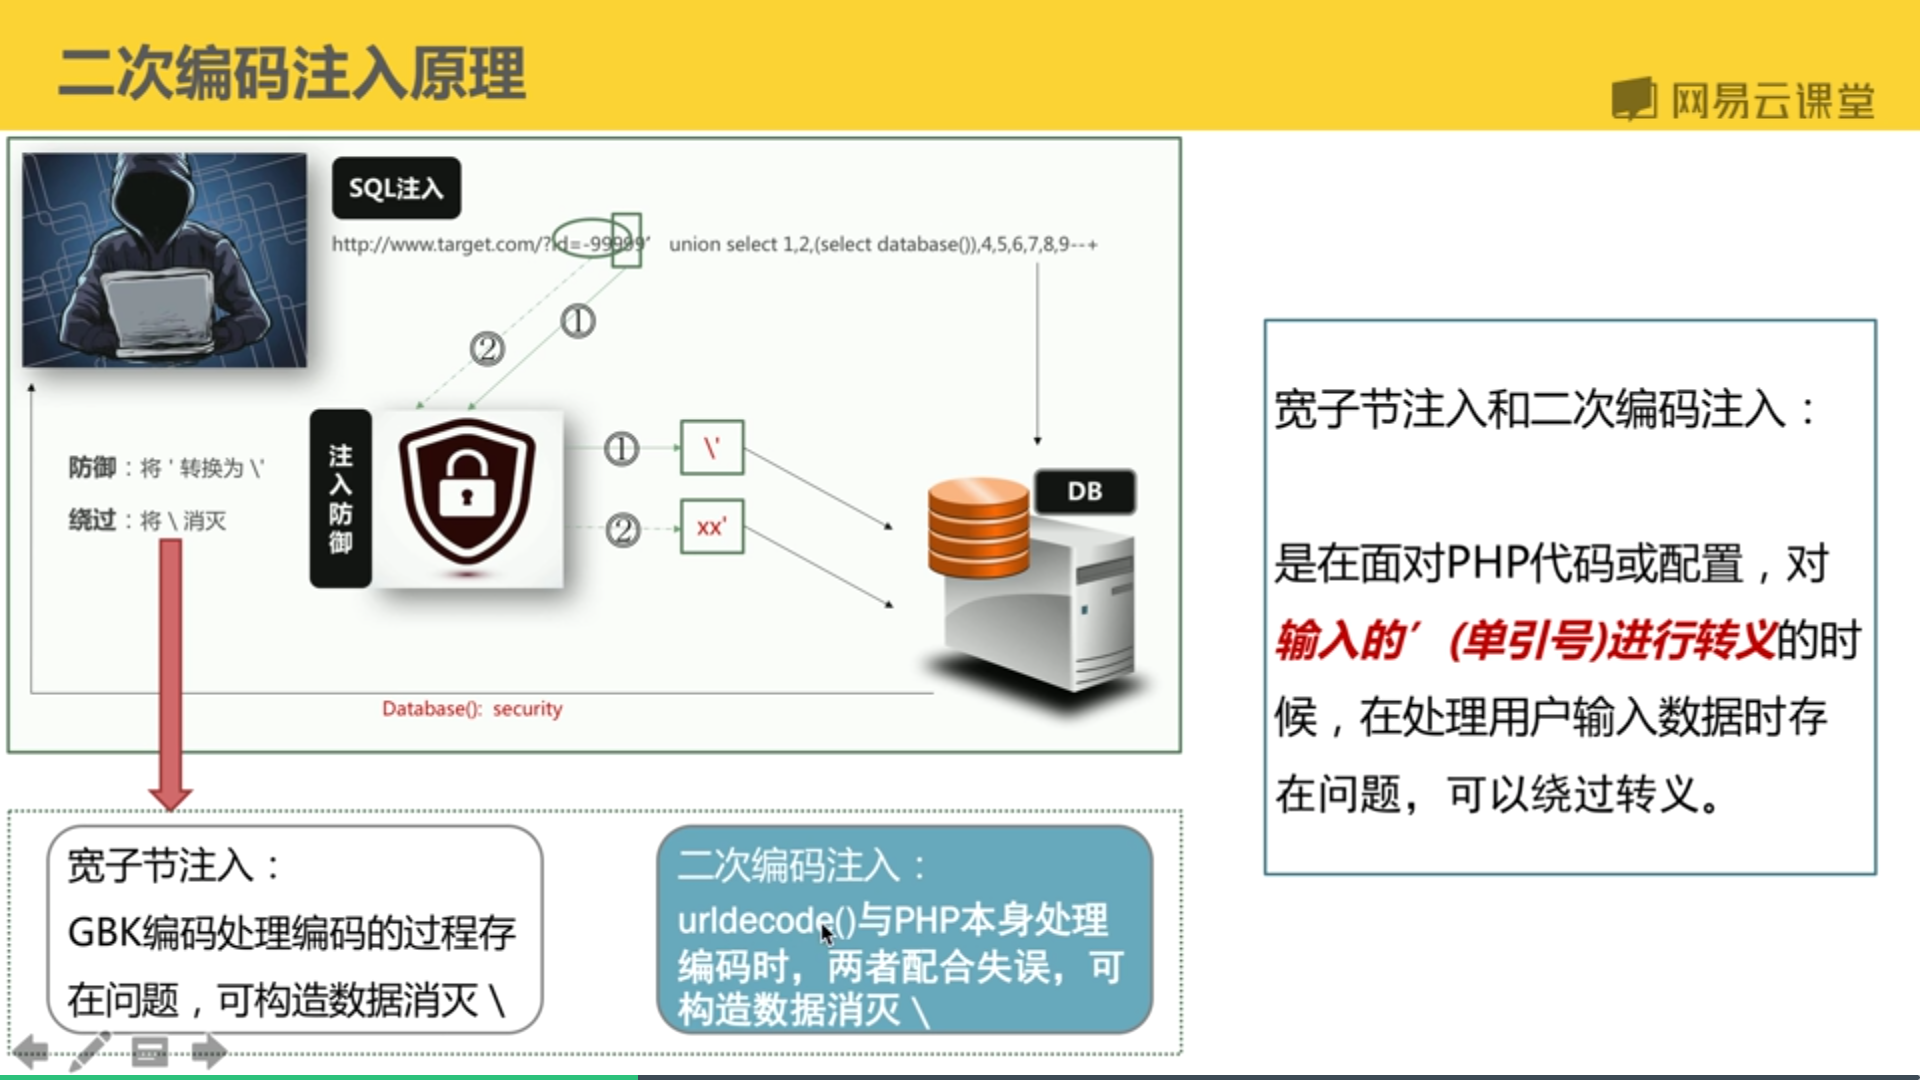 二次编码注入原理
网易云课堂
SQL注入
http://www.target.com/?id=-99999' union select 1,2,(select database()),4,5,6,7,8,9--+
①
②
防御：将 ' 转换为 \'
绕过：将 \ 消灭
注入防御
①
\'
②
xx'
DB
Database(): security
宽子节注入：
GBK编码处理编码的过程存
在问题，可构造数据消灭 \
二次编码注入：
urldecode()与PHP本身处理
编码时，两者配合失误，可
构造数据消灭 \
宽子节注入和二次编码注入：
是在面对PHP代码或配置，对
输入的' (单引号)进行转义的时
候，在处理用户输入数据时存
在问题，可以绕过转义。